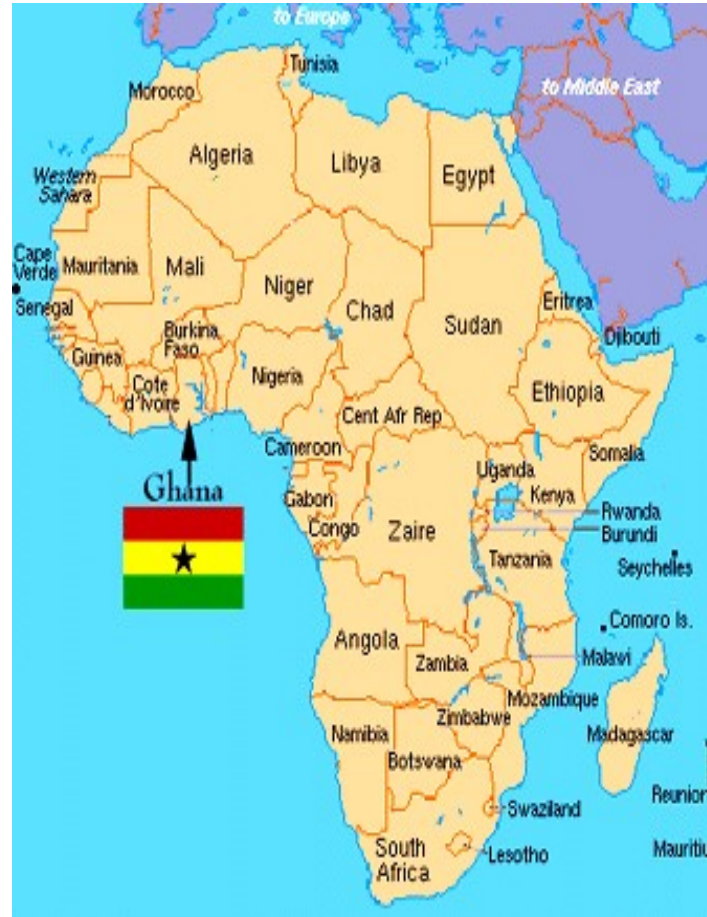 to Europe
Tunisia
Morocco
to Middle East
Algeria
Libya
Egypt
Western
Sahara
Cape
Verde
Mauritania
Mali
Niger
Chad
Sudan
Eritrea
Senegal
Djibouti
Burkina
Faso
Guinea
Cote
d'Ivoire
Nigeria
Ethiopia
Cent Afr Rep
Cameroon
Somalia
Uganda
Kenya
Ghana
Gabon
Congo
Zaire
Rwanda
Burundi
Tanzania
Seychelles
Angola
Comoro Is.
Zambia
Malawi
Mozambique
Zimbabwe
Namibia
Madagascar
Botswana
Reunion
Swaziland
South
Africa
Lesotho
Mauritiu